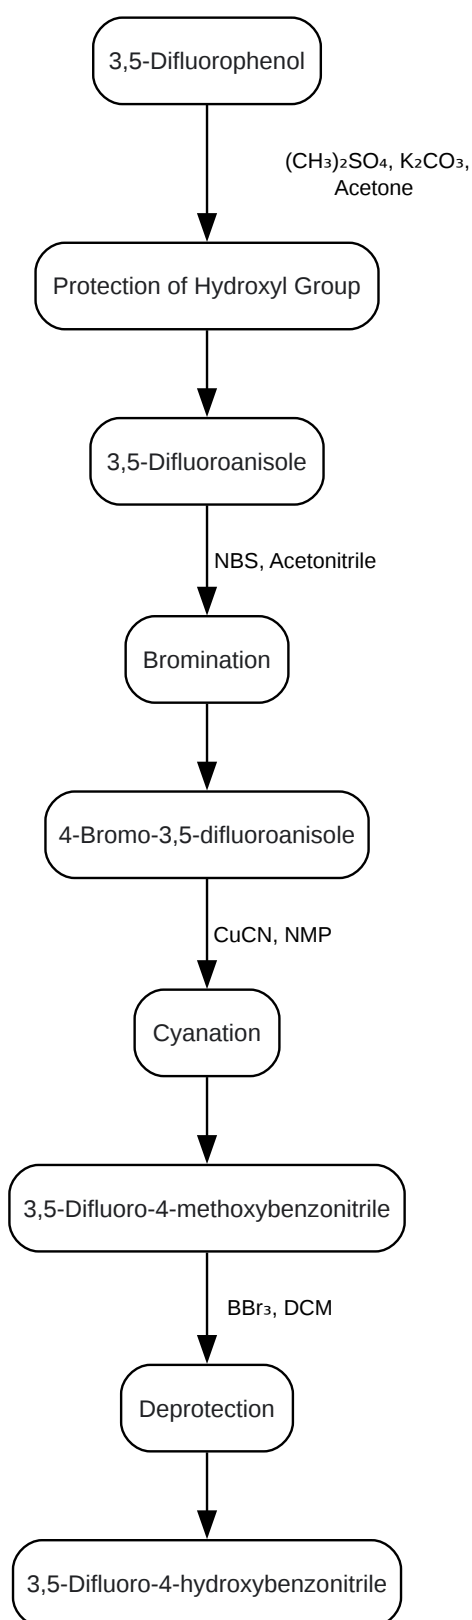 3,5-Difluorophenol
(CH₃)₂SO₄, K₂CO₃,
Acetone
Protection of Hydroxyl Group
3,5-Difluoroanisole
NBS, Acetonitrile
Bromination
4-Bromo-3,5-difluoroanisole
CuCN, NMP
Cyanation
3,5-Difluoro-4-methoxybenzonitrile
BBr₃, DCM
Deprotection
3,5-Difluoro-4-hydroxybenzonitrile